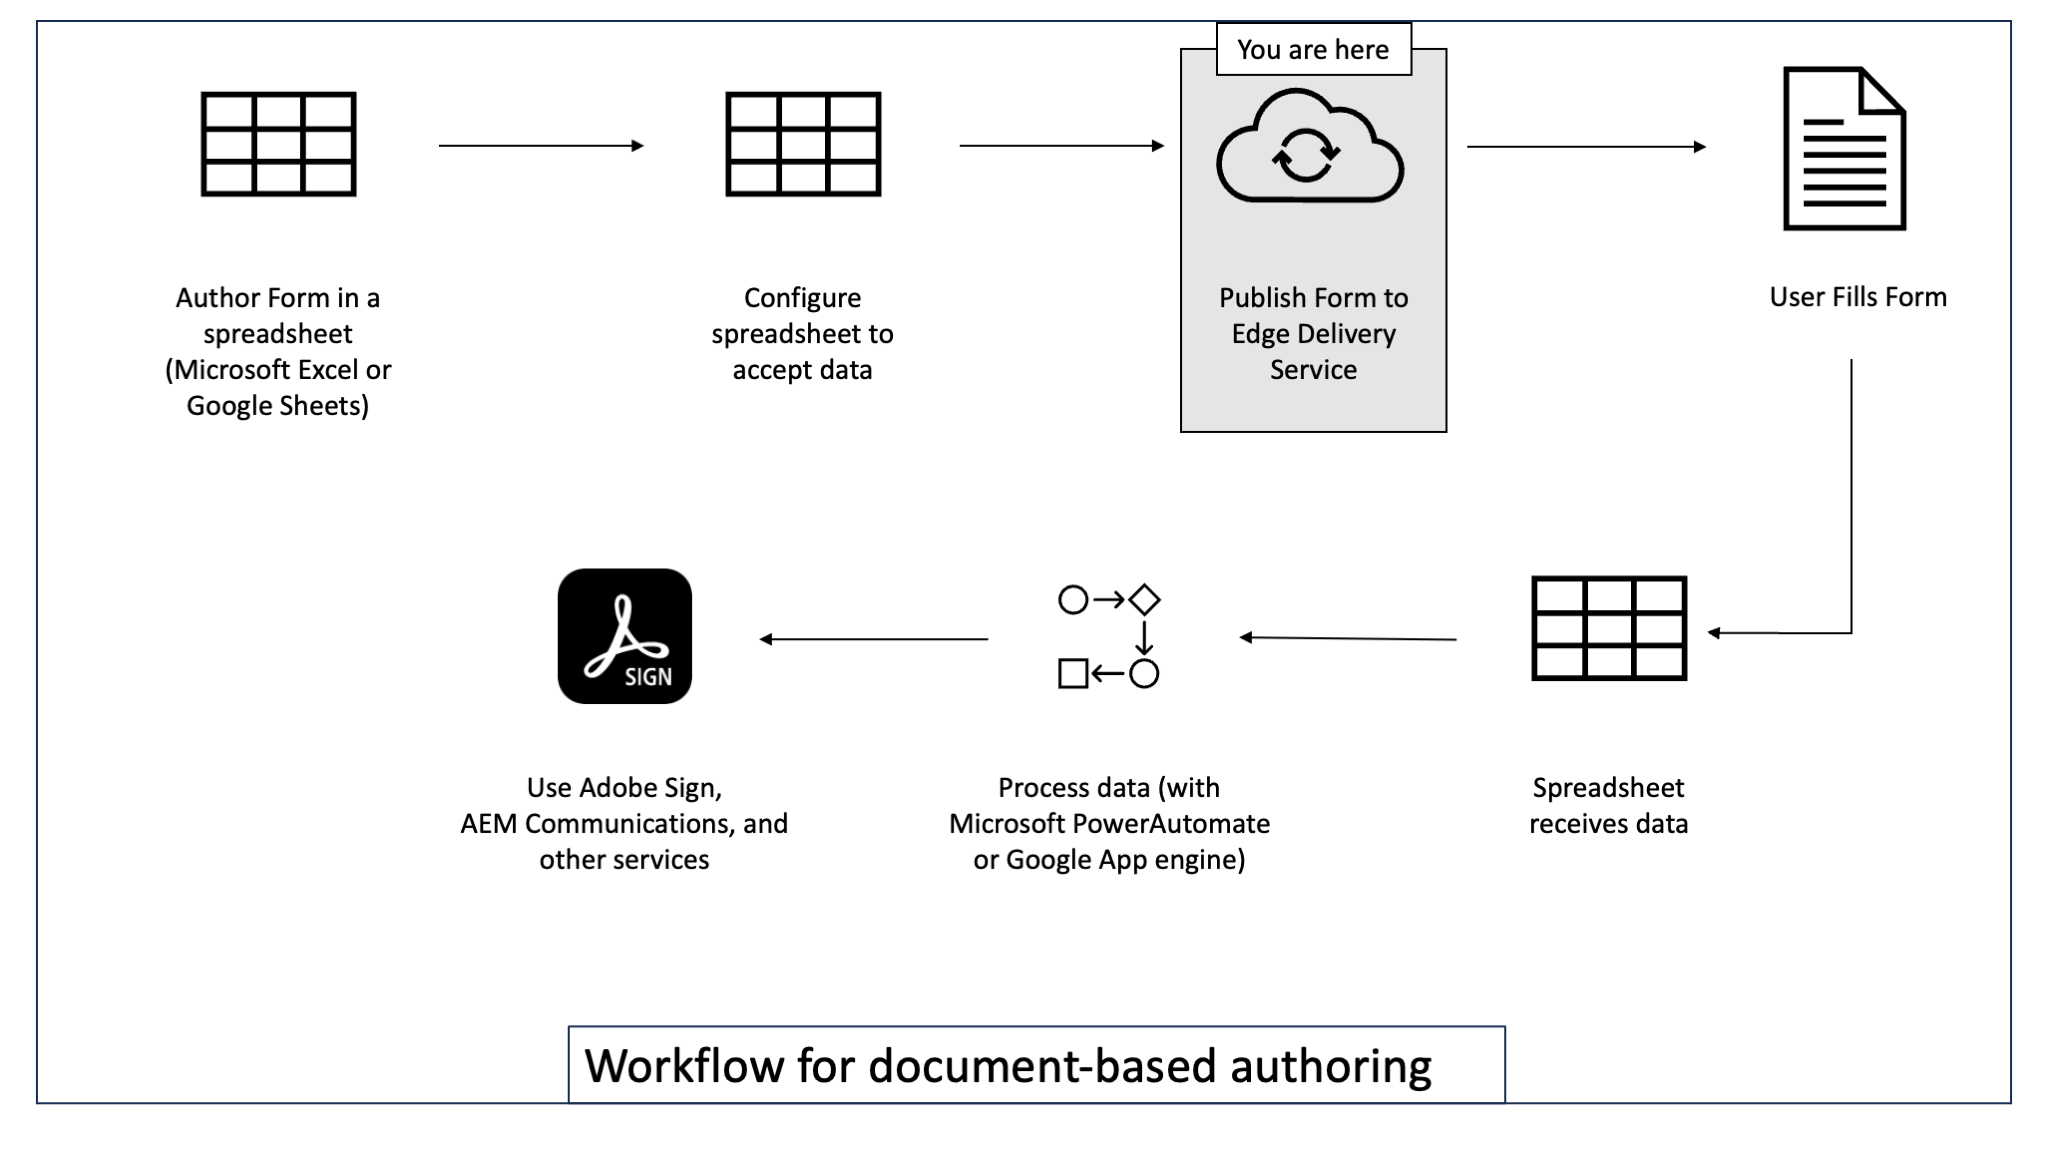 You are here
Author Form in a
spreadsheet
(Microsoft Excel or
Google Sheets)
Configure
spreadsheet to
accept data
Publish Form to
Edge Delivery
Service
User Fills Form
SIGN
Use Adobe Sign,
AEM Communications, and
other services
Process data (with
Microsoft PowerAutomate
or Google App engine)
Spreadsheet
receives data
Workflow for document-based authoring